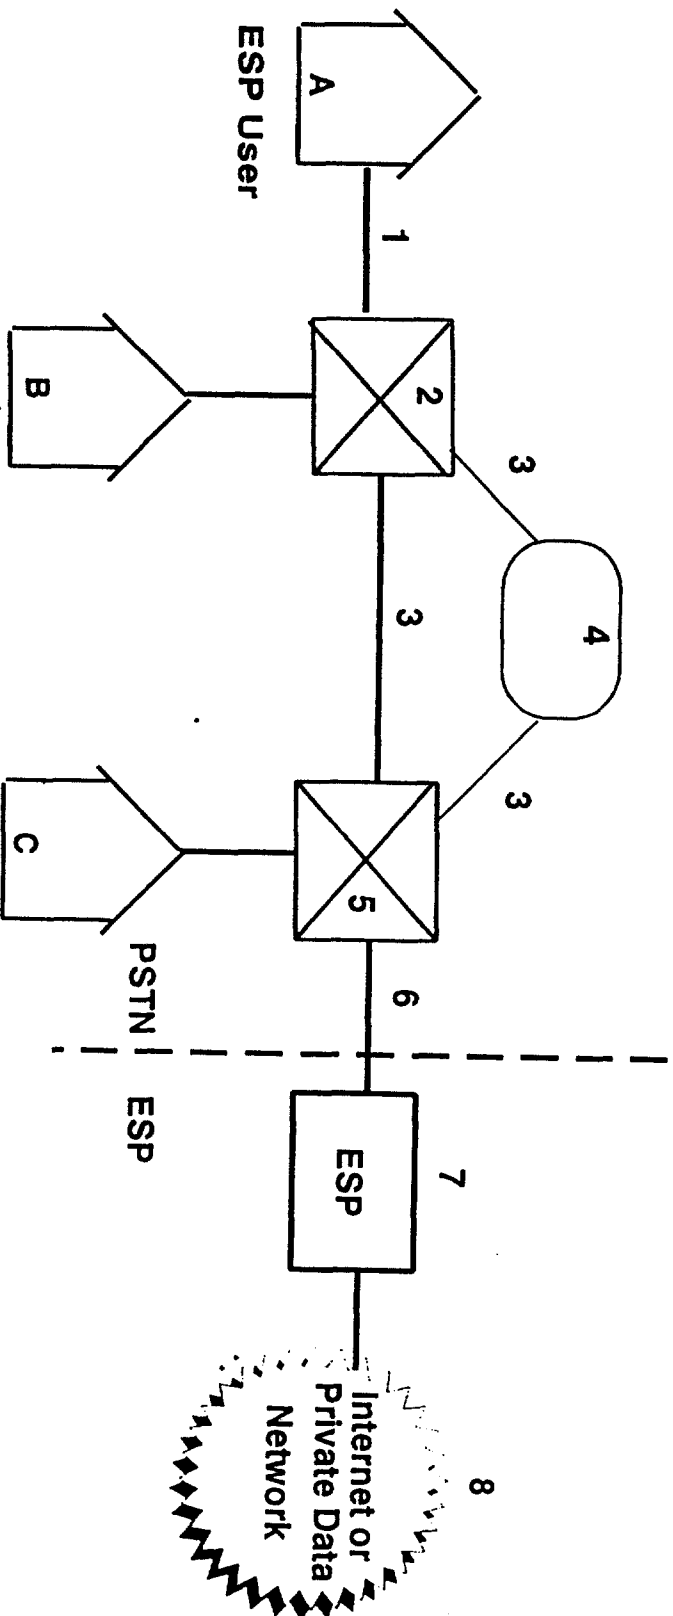 A
ESP User
1
2
B
3
4
3
3
5
C
6
PSTN
ESP
7
ESP
8
Internet or
Private Data
Network